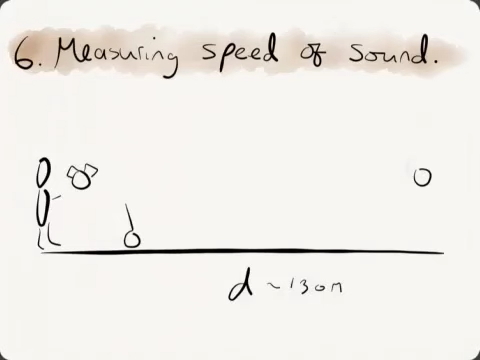 6. Measuring speed of sound.
d ~ 130m